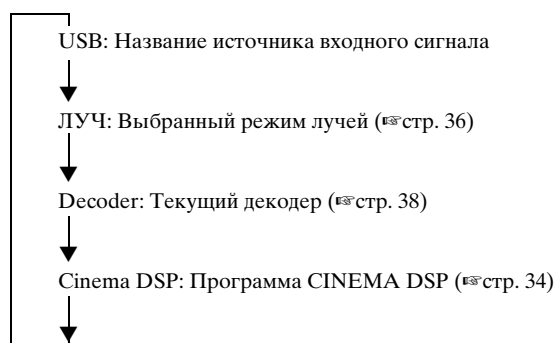 USB: Название источника входного сигнала
ЛУЧ: Выбранный режим лучей (☞стр. 36)
Decoder: Текущий декодер (☞стр. 38)
Cinema DSP: Программа CINEMA DSP (☞стр. 34)